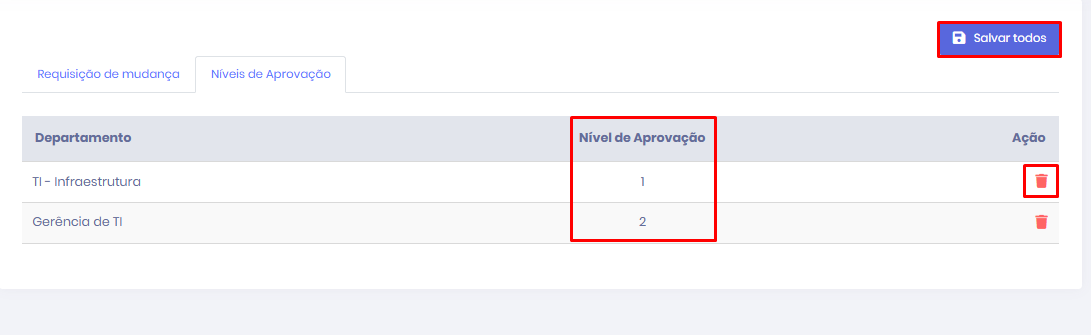 Salvar todos
Requisição de mudança Níveis de Aprovação
Departamento Nível de Aprovação Ação
TI - Infraestrutura 1
Gerência de TI 2